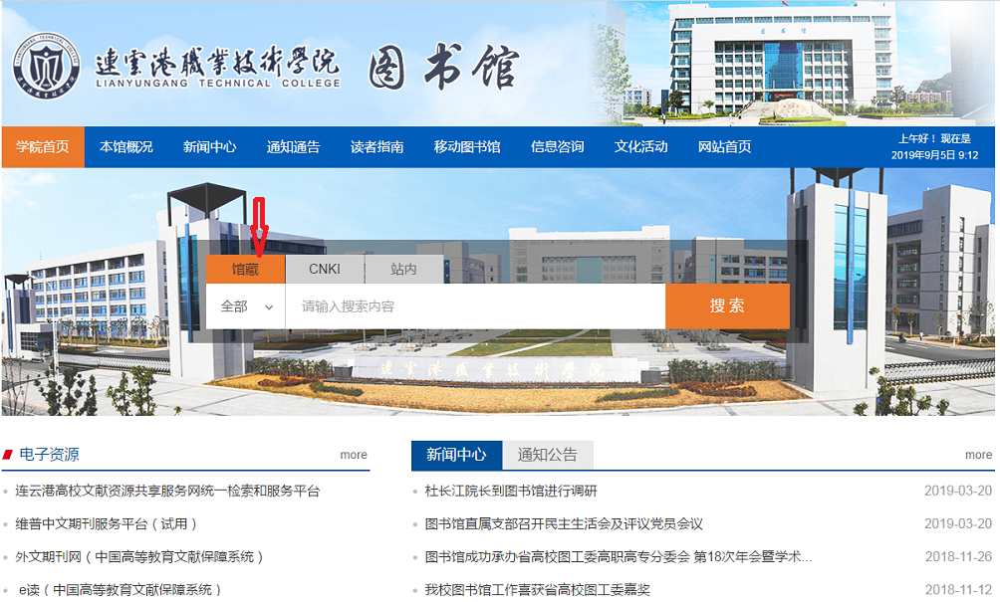 連雲港職業技術學院 图书馆
LIANYUNGANG TECHNICAL COLLEGE
学院首页 本馆概况 新闻中心 通知通告 读者指南 移动图书馆 信息咨询 文化活动 网站首页
上午好！ 现在是
2019年9月5日 9:12
馆藏 CNKI 站内
全部 请输入搜索内容 搜 索
連雲港職業技術學院
电子资源 more
连云港高校文献资源共享服务网统一检索和服务平台
维普中文期刊服务平台（试用）
外文期刊网（中国高等教育文献保障系统）
e读（中国高等教育文献保障系统）
新闻中心 通知公告 more
杜长江院长到图书馆进行调研 2019-03-20
图书馆直属支部召开民主生活会及评议党员会议 2019-03-20
图书馆成功承办省高校图工委高职高专分委会 第18次年会暨学术... 2018-11-26
我校图书馆工作喜获省高校图工委嘉奖 2018-11-12